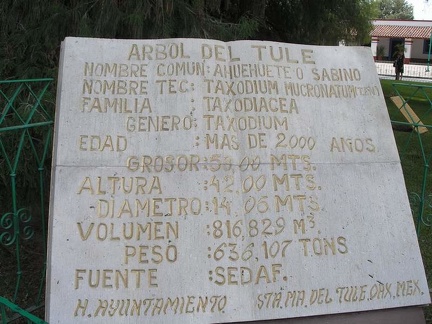 ARBOL DEL TULE
NOMBRE COMUN: AHUEHUETE O SABINO
NOMBRE TEC: TAXODIUM MUCRONATUM
FAMILIA : TAXODIACEA
GENERO: TAXODIUM
EDAD : MAS DE 2000 AÑOS.
GROSOR: 58.00 MTS.
ALTURA : 42.00 MTS.
DIAMETRO: 14.05 MTS.
VOLUMEN : 816,829 M³
PESO : 636,107 TONS
FUENTE : SEDAF.
H. AYUNTAMIENTO STA. MA. DEL TULE, OAX, MEX.